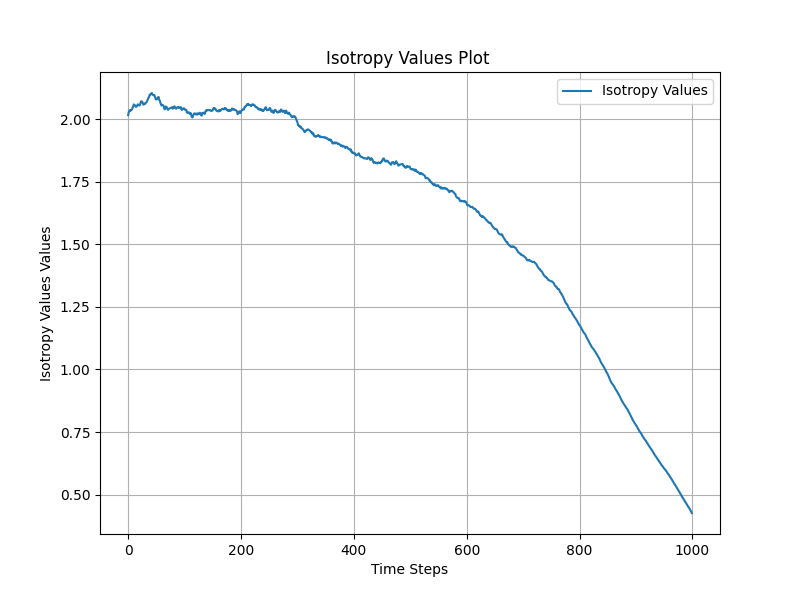 Isotropy Values Plot
Isotropy Values
2.00
1.75
1.50
1.25
1.00
0.75
0.50
Isotropy Values Values
0 200 400 600 800 1000
Time Steps